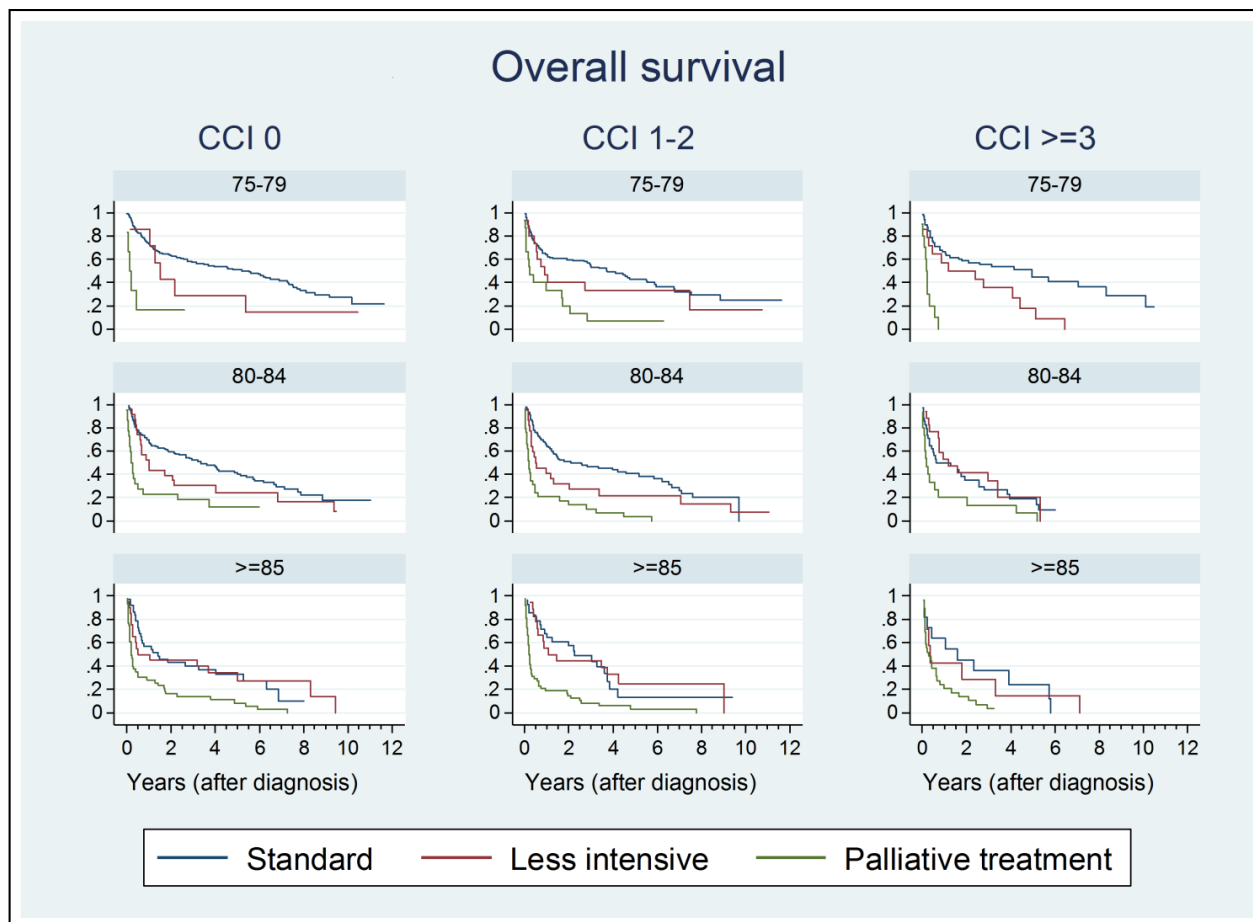 Overall survival
CCI 0 CCI 1-2 CCI >=3
75-79 75-79 75-79
1 1 1
.8 .8 .8
.6 .6 .6
.4 .4 .4
.2 .2 .2
0 0 0
80-84 80-84 80-84
1 1 1
.8 .8 .8
.6 .6 .6
.4 .4 .4
.2 .2 .2
0 0 0
>=85 >=85 >=85
1 1 1
.8 .8 .8
.6 .6 .6
.4 .4 .4
.2 .2 .2
0 0 0
0 2 4 6 8 10 12 0 2 4 6 8 10 12 0 2 4 6 8 10 12
Years (after diagnosis) Years (after diagnosis) Years (after diagnosis)
Standard Less intensive Palliative treatment